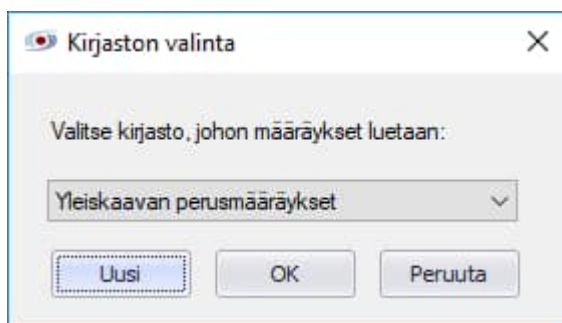 Kirjaston valinta
Valitse kirjasto, johon määräykset luetaan:
Yleiskaavan perusmääräykset
Uusi OK Peruuta